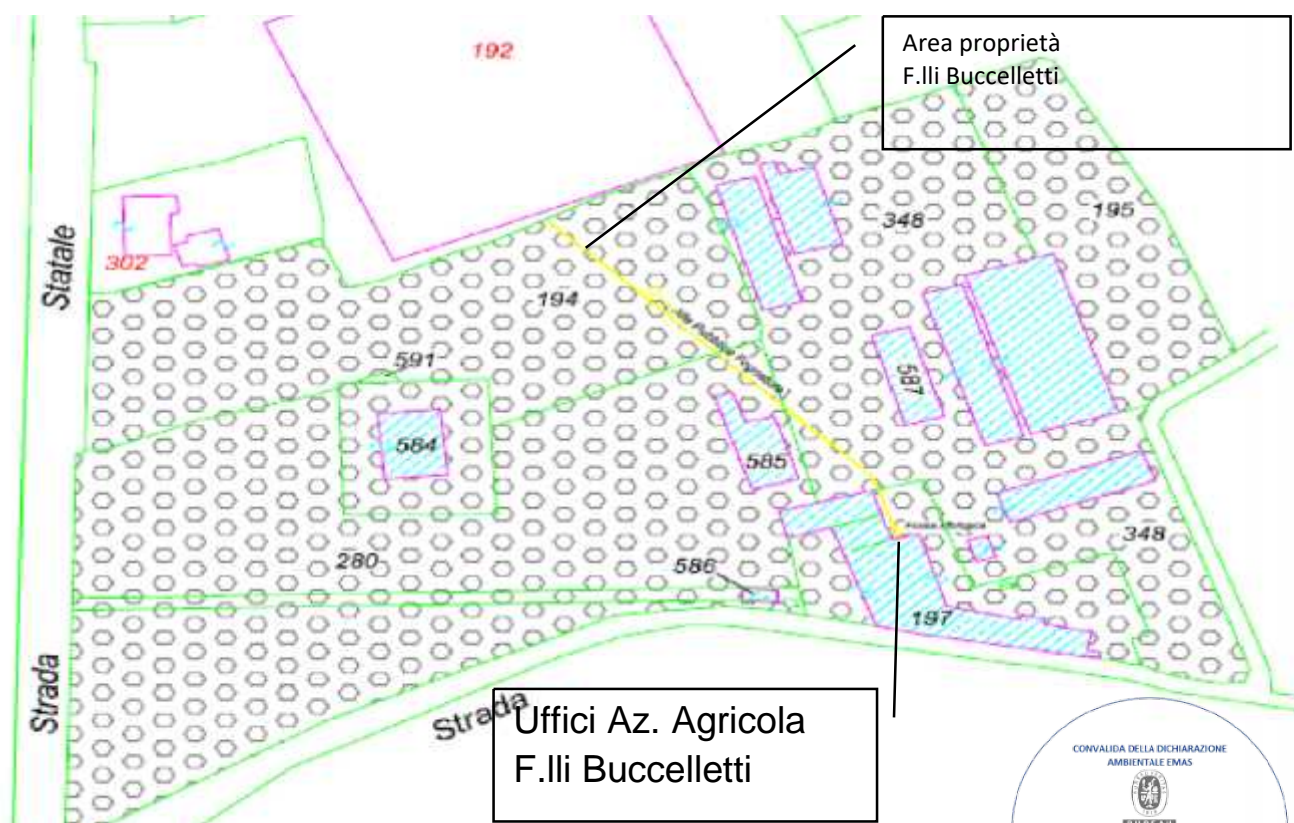 192
Area proprietà
F.lli Buccelletti
348
195
Statale
302
194
591
587
584
585
280
586
348
197
Strada
Strada
Uffici Az. Agricola
F.lli Buccelletti
CONVALIDA DELLA DICHIARAZIONE
AMBIENTALE EMAS